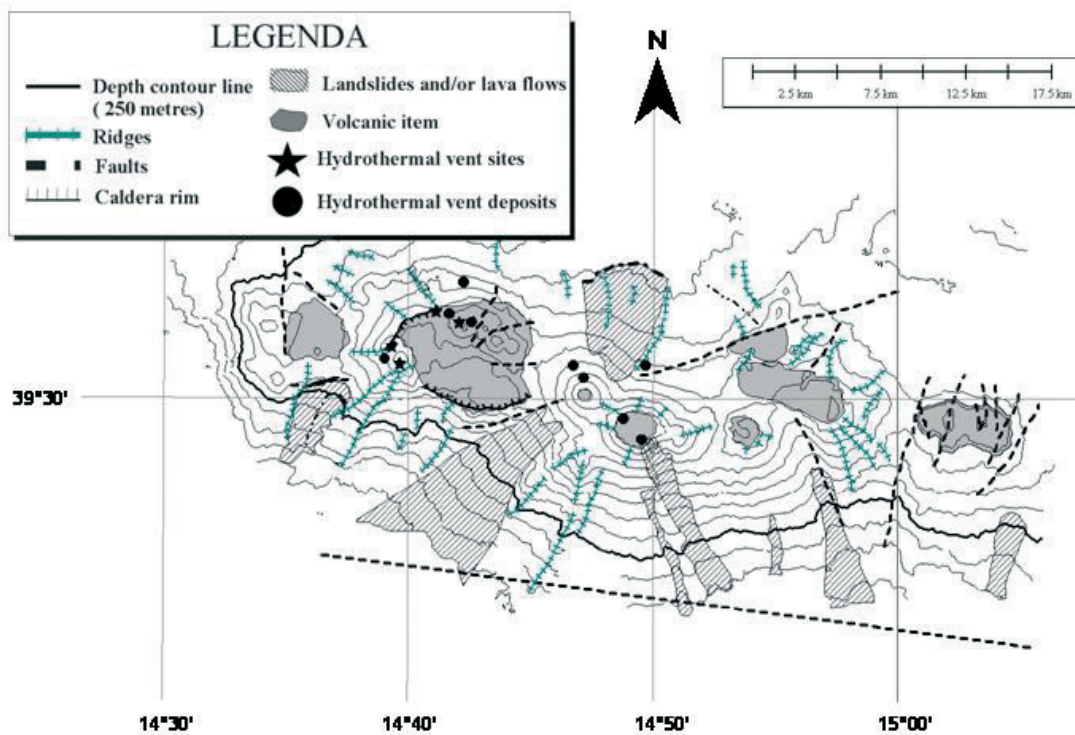 LEGENDA
Depth contour line
( 250 metres)
Ridges
Faults
Caldera rim
Landslides and/or lava flows
Volcanic item
Hydrothermal vent sites
Hydrothermal vent deposits
N
2.5 km 7.5 km 12.5 km 17.5 km
39°30'
14°30' 14°40' 14°50' 15°00'